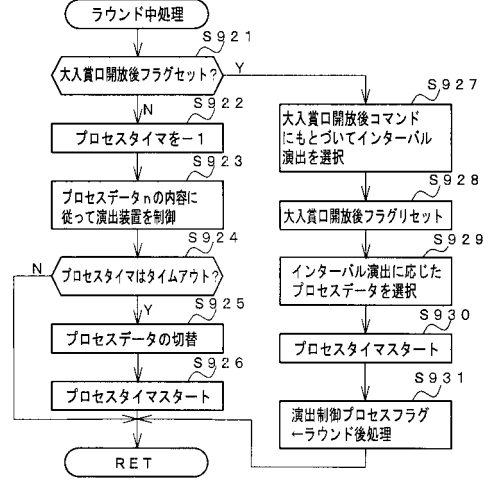 ラウンド中処理
S921
大入賞口開放後フラグセット?
Y
N
S922
プロセスタイマを－1
S923
プロセスデータnの内容に
従って演出装置を制御
S924
N
プロセスタイマはタイムアウト?
Y
S925
プロセスデータの切替
S926
プロセスタイマスタート
RET
S927
大入賞口開放後コマンド
にもとづいてインターバル
演出を選択
S928
大入賞口開放後フラグリセット
S929
インターバル演出に応じた
プロセスデータを選択
S930
プロセスタイマスタート
S931
演出制御プロセスフラグ
←ラウンド後処理